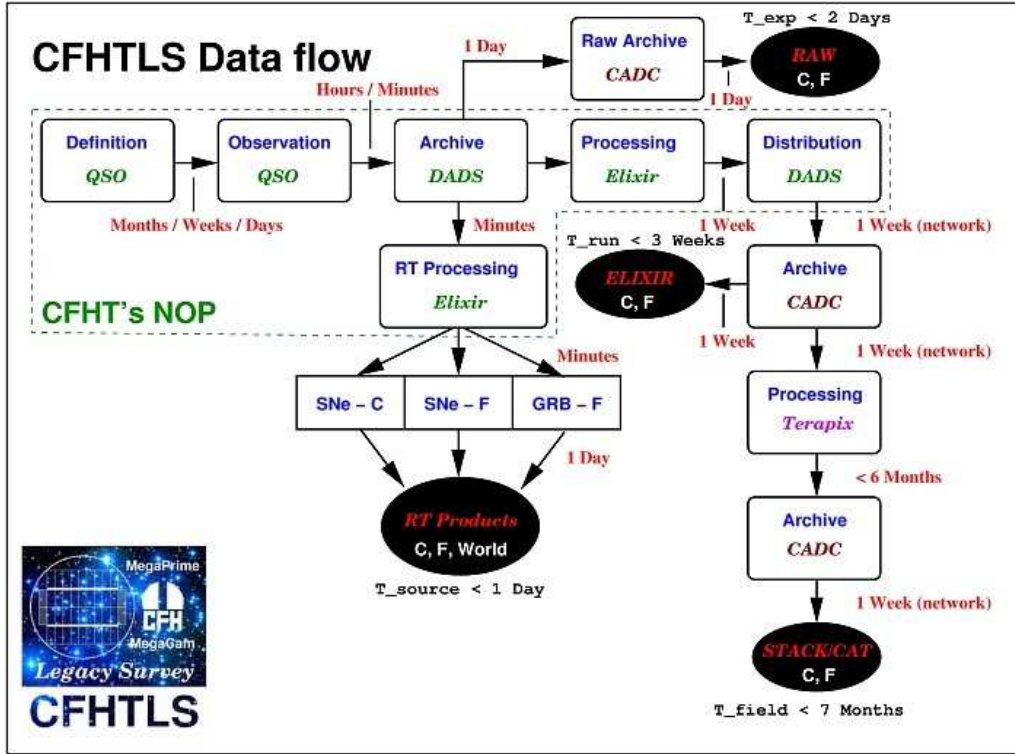 CFHTLS Data flow
T_exp < 2 Days
1 Day
Raw Archive
CADC
RAW
C, F
1 Day
Hours / Minutes
Definition
QSO
Observation
QSO
Archive
DADS
Processing
Elixir
Distribution
DADS
Months / Weeks / Days
Minutes
1 Week
1 Week (network)
T_run < 3 Weeks
RT Processing
Elixir
ELIXIR
C, F
Archive
CADC
CFHT's NOP
1 Week
Minutes
1 Week (network)
SNe – C
SNe – F
GRB – F
Processing
Terapix
1 Day
< 6 Months
RT Products
C, F, World
Archive
CADC
T_source < 1 Day
1 Week (network)
MegaPrime
CFH
MegaCam
Legacy Survey
CFHTLS
STACK/CAT
C, F
T_field < 7 Months